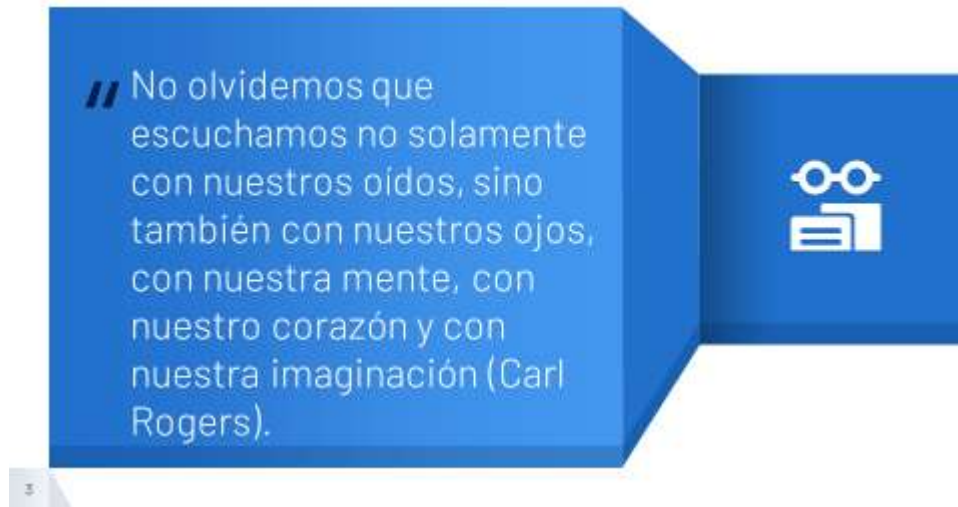 " No olvidemos que
escuchamos no solamente
con nuestros oídos, sino
también con nuestros ojos,
con nuestra mente, con
nuestro corazón y con
nuestra imaginación (Carl
Rogers).
3